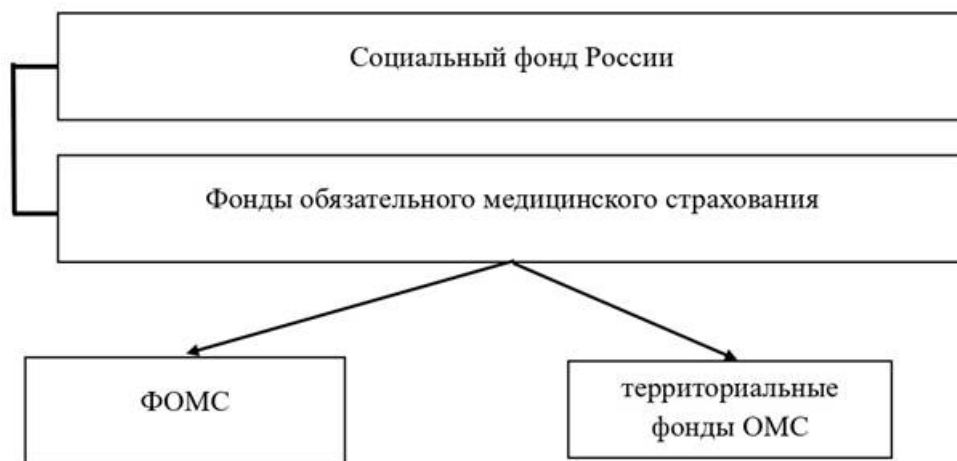 Социальный фонд России
Фонды обязательного медицинского страхования
ФОМС
территориальные
фонды ОМС